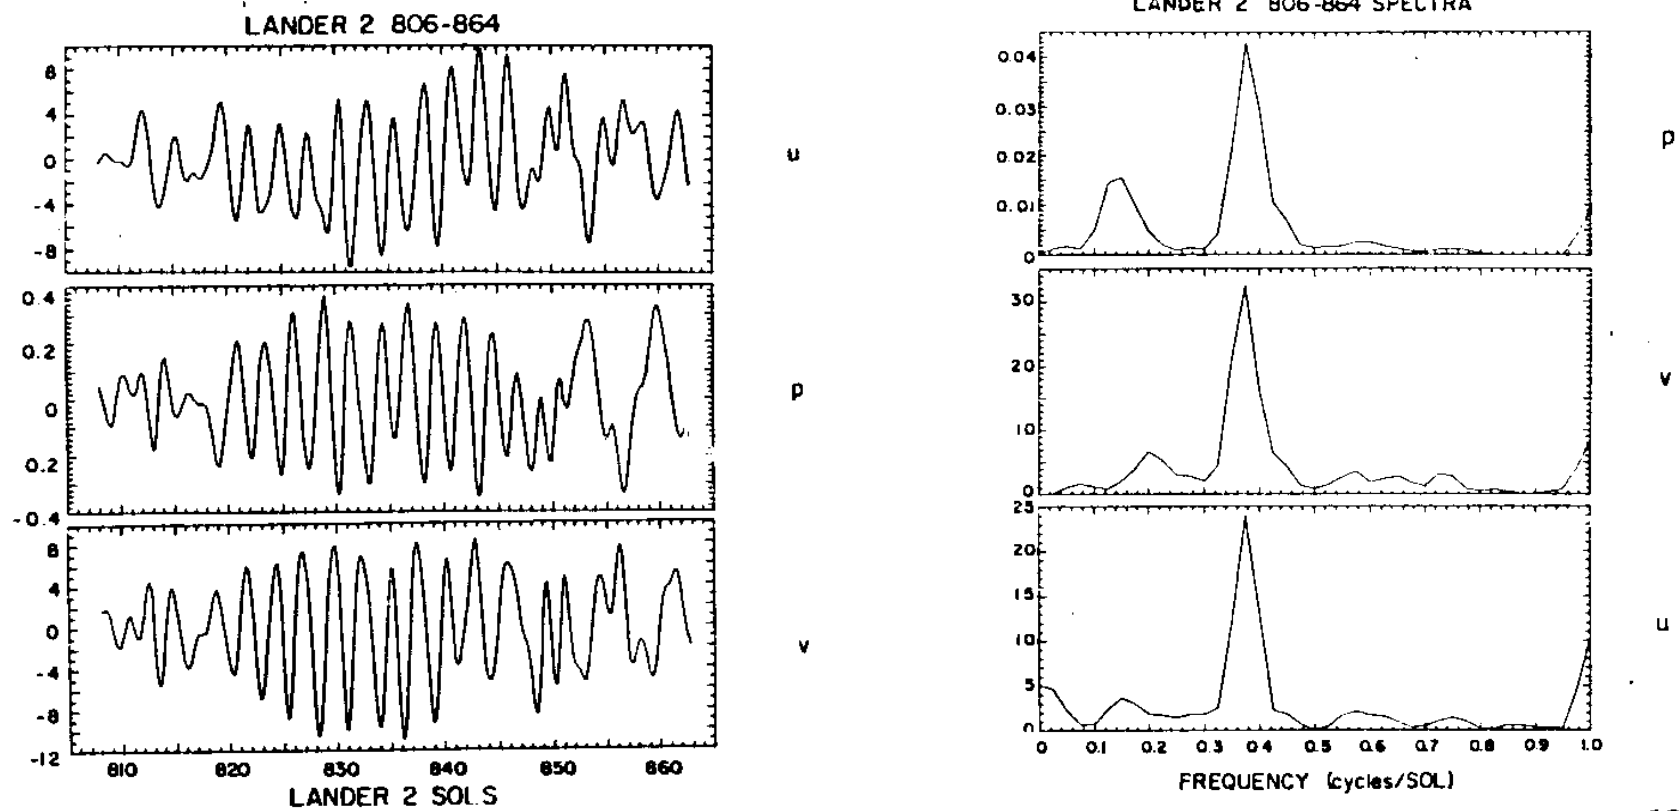 LANDER 2 806-864
8
4
0
-4
-8
u
0.4
0.2
0
0.2
-0.4
p
8
4
0
-4
-8
-12
v
810 820 830 840 850 860
LANDER 2 SOLS
LANDER 2 806-864 SPECTRA
0.04
0.03
0.02
0.01
0
p
30
20
10
0
v
25
20
15
10
5
0
u
0 0.1 0.2 0.3 0.4 0.5 0.6 0.7 0.8 0.9 1.0
FREQUENCY (cycles/SOL)